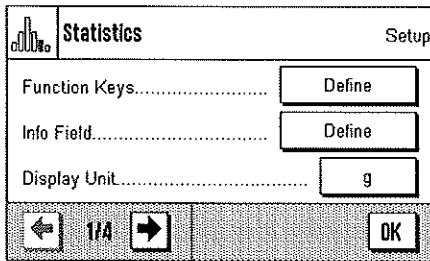 Statistics Setup
Function Keys........................ Define
Info Field........................... Define
Display Unit.................................. g
1/4 OK